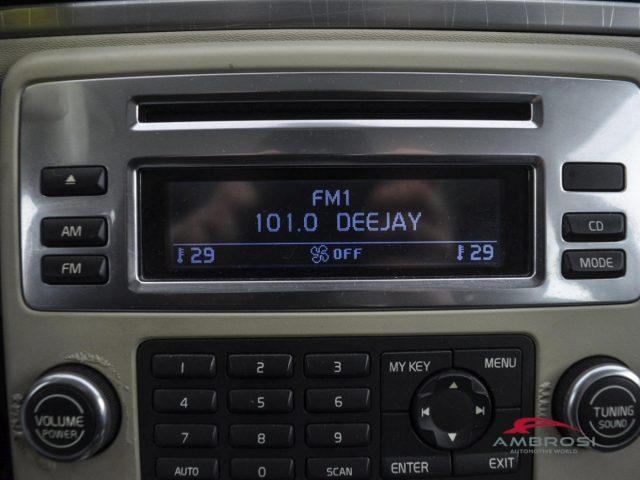 FM1
101.0 DEEJAY
29 OFF 29
AM
FM
CD
MODE
1 2 3
4 5 6
7 8 9
AUTO 0 SCAN
MY KEY MENU
ENTER EXIT
VOLUME
POWER
TUNING
SOUND
AMBROSI
AUTOMOTIVE WORLD